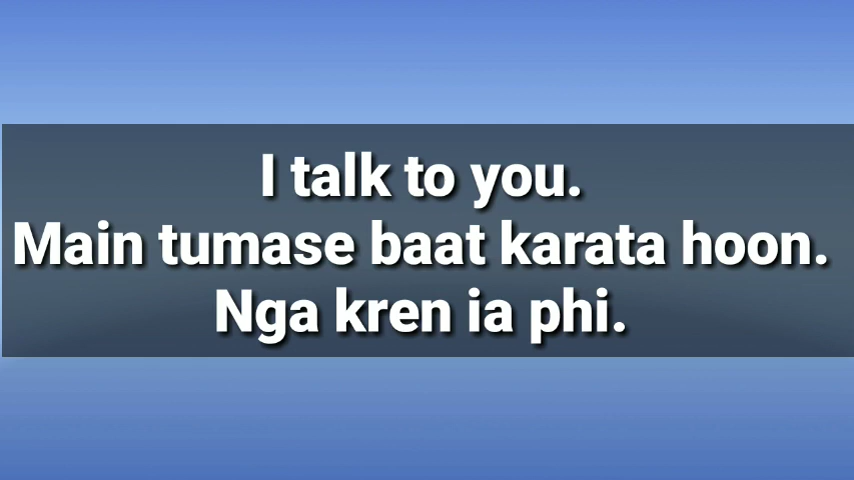 I talk to you.
Main tumase baat karata hoon.
Nga kren ia phi.